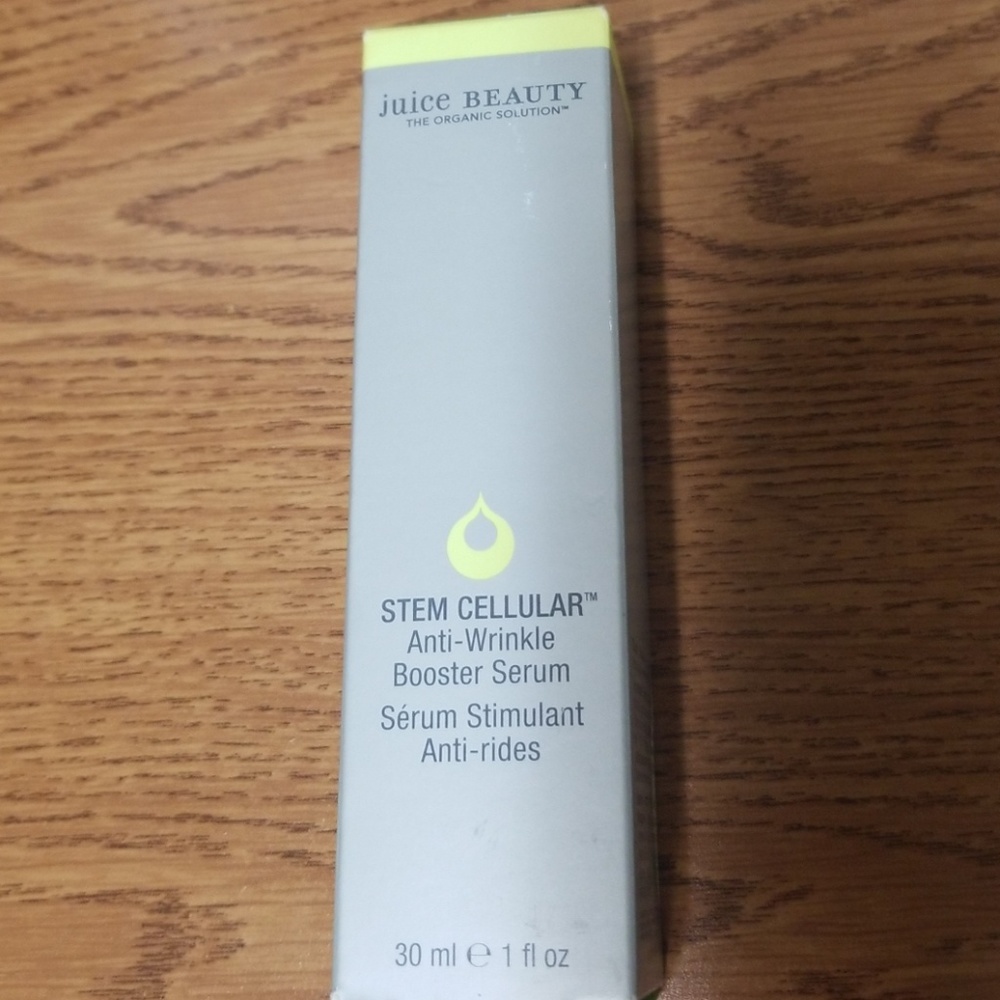 juice BEAUTY
THE ORGANIC SOLUTION™
STEM CELLULAR™
Anti-Wrinkle
Booster Serum
Sérum Stimulant
Anti-rides
30 ml ℮ 1 fl oz